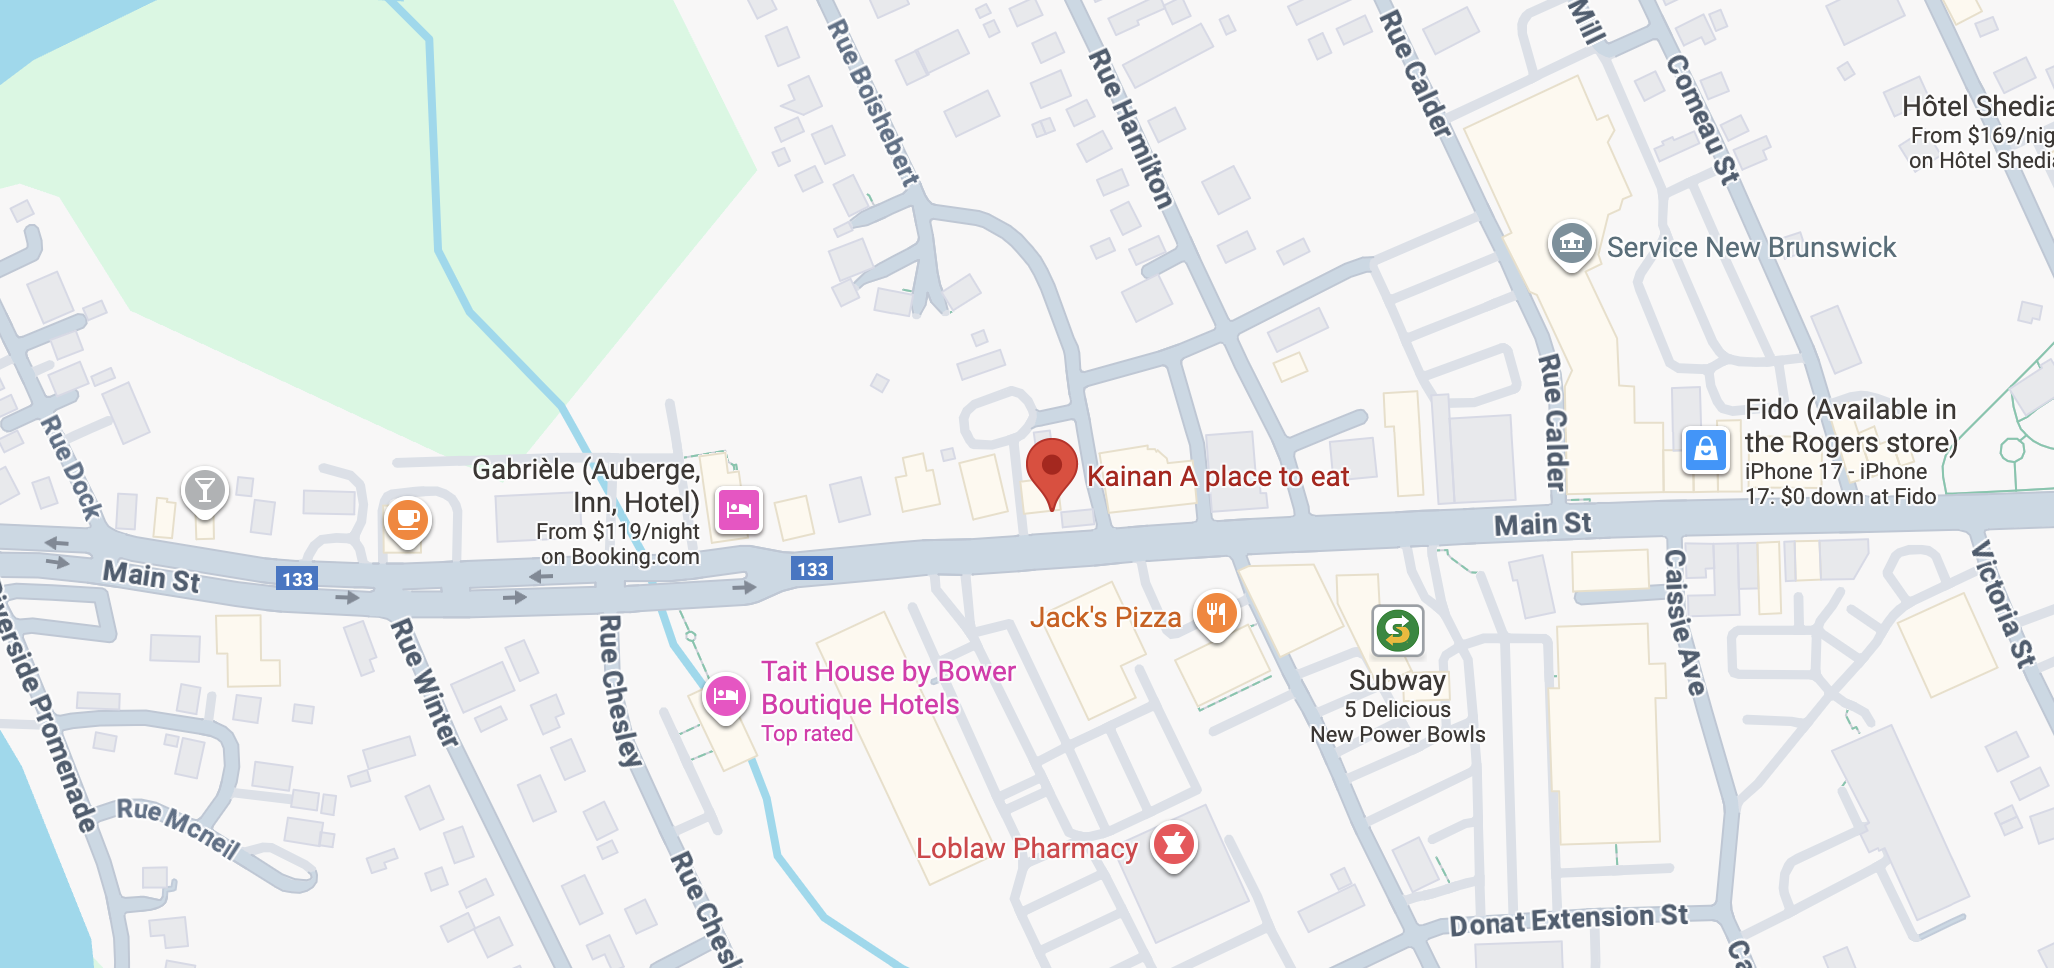 Rue Boishebert
Rue Hamilton
Rue Calder
Mill
Comeau St
Hôtel Shedia
From $169/nig
on Hôtel Shedia
Service New Brunswick
Rue Calder
Fido (Available in
the Rogers store)
iPhone 17 - iPhone
17: $0 down at Fido
Rue Dock
Gabrièle (Auberge,
Inn, Hotel)
From $119/night
on Booking.com
Kainan A place to eat
Main St
Main St
133
133
Riverside Promenade
Rue Winter
Rue Chesley
Jack's Pizza
Tait House by Bower
Boutique Hotels
Top rated
Subway
5 Delicious
New Power Bowls
Caissie Ave
Victoria St
Rue Mcneil
Loblaw Pharmacy
Rue Chesl
Donat Extension St
Ca